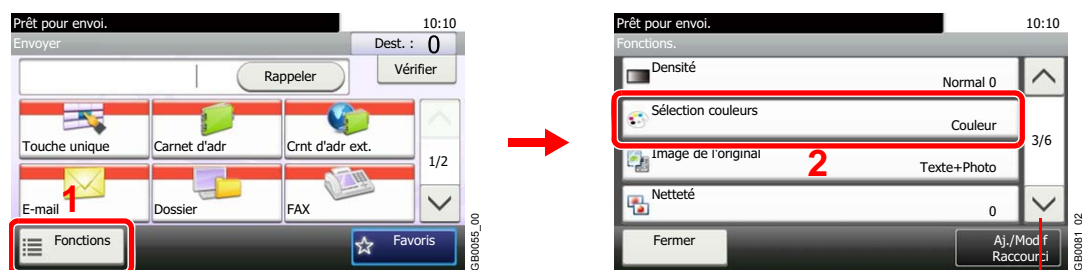 Prêt pour envoi. 10:10
Envoyer Dest. : 0
Rappeler Vérifier
Touche unique Carnet d'adr Crnt d'adr ext.
1/2
E-mail Dossier FAX
1
Fonctions Favoris
GB0055_00
Prêt pour envoi. 10:10
Fonctions.
Densité
Normal 0
Sélection couleurs
Couleur
3/6
Image de l'original
Texte+Photo
2
Netteté
0
Fermer Aj./Modif
Raccourci
GB0081_02